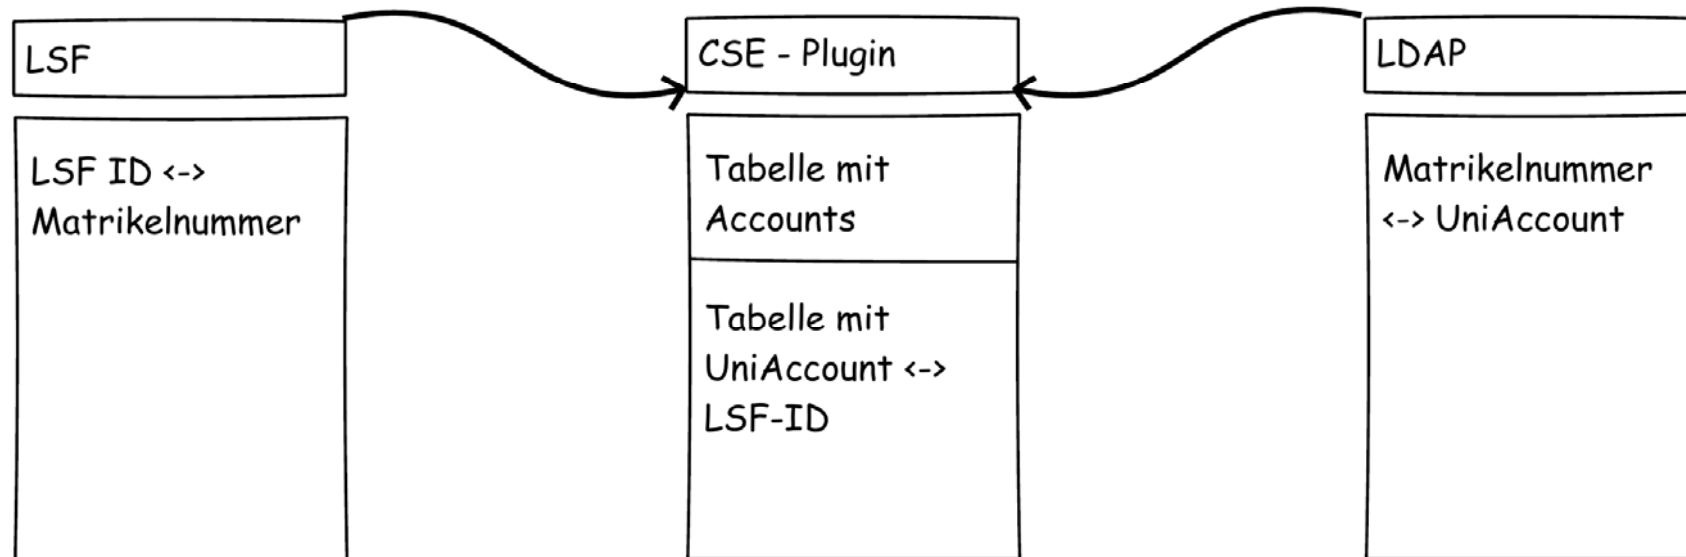 LSF
LSF ID <->
Matrikelnummer
CSE - Plugin
Tabelle mit
Accounts
Tabelle mit
UniAccount <->
LSF-ID
LDAP
Matrikelnummer
<-> UniAccount